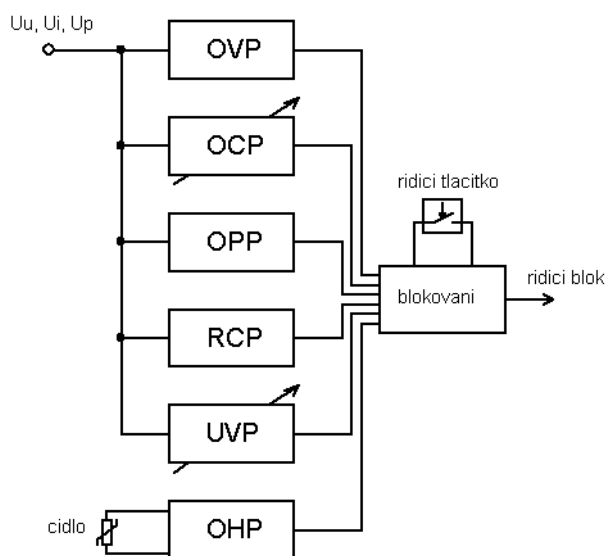 Uu, Ui, Up
OVP
OCP
ridici tlacitko
OPP
ridici blok
blokovani
RCP
UVP
cidlo
OHP